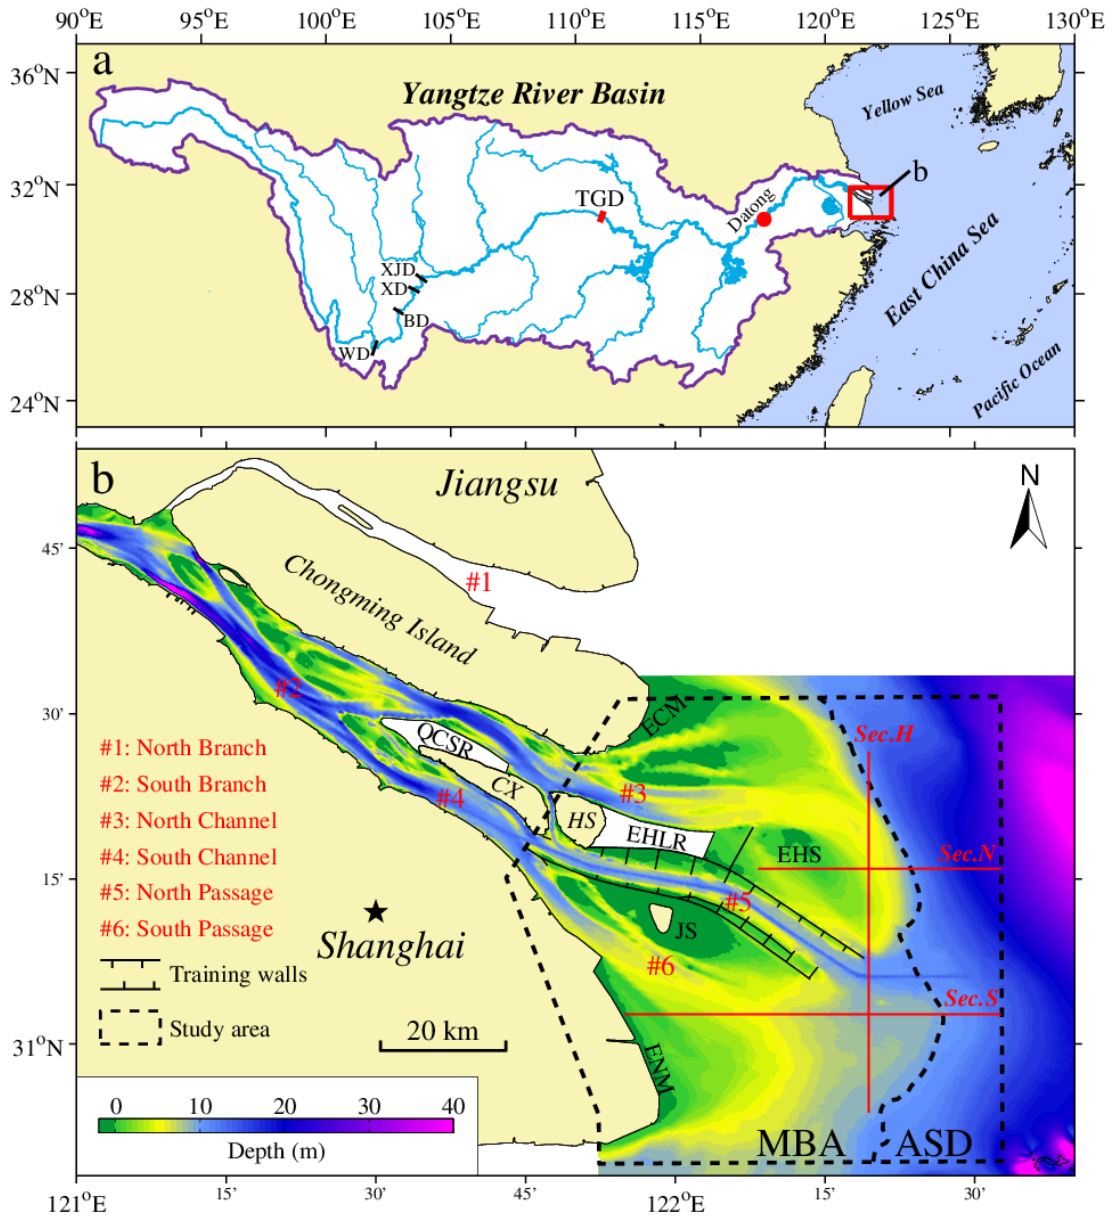 90°E 95°E 100°E 105°E 110°E 115°E 120°E 125°E 130°E
a
36°N
Yangtze River Basin
Yellow Sea
32°N
b
TGD
Datong
XJD
XD
East China Sea
28°N
BD
WD
Pacific Ocean
24°N
b
Jiangsu
N
45'
#1
Chongming Island
#2
30'
ECM
Sec.H
#1: North Branch
QCSR
#2: South Branch
CX
#4
#3
#3: North Channel
HS
EHLR
#4: South Channel
EHS
Sec.N
15'
#5: North Passage
#5
#6: South Passage
JS
Shanghai
#6
Training walls
Sec.S
Study area
20 km
31°N
ENM
0 10 20 30 40
Depth (m)
MBA
ASD
121°E 15' 30' 45' 122°E 15' 30'